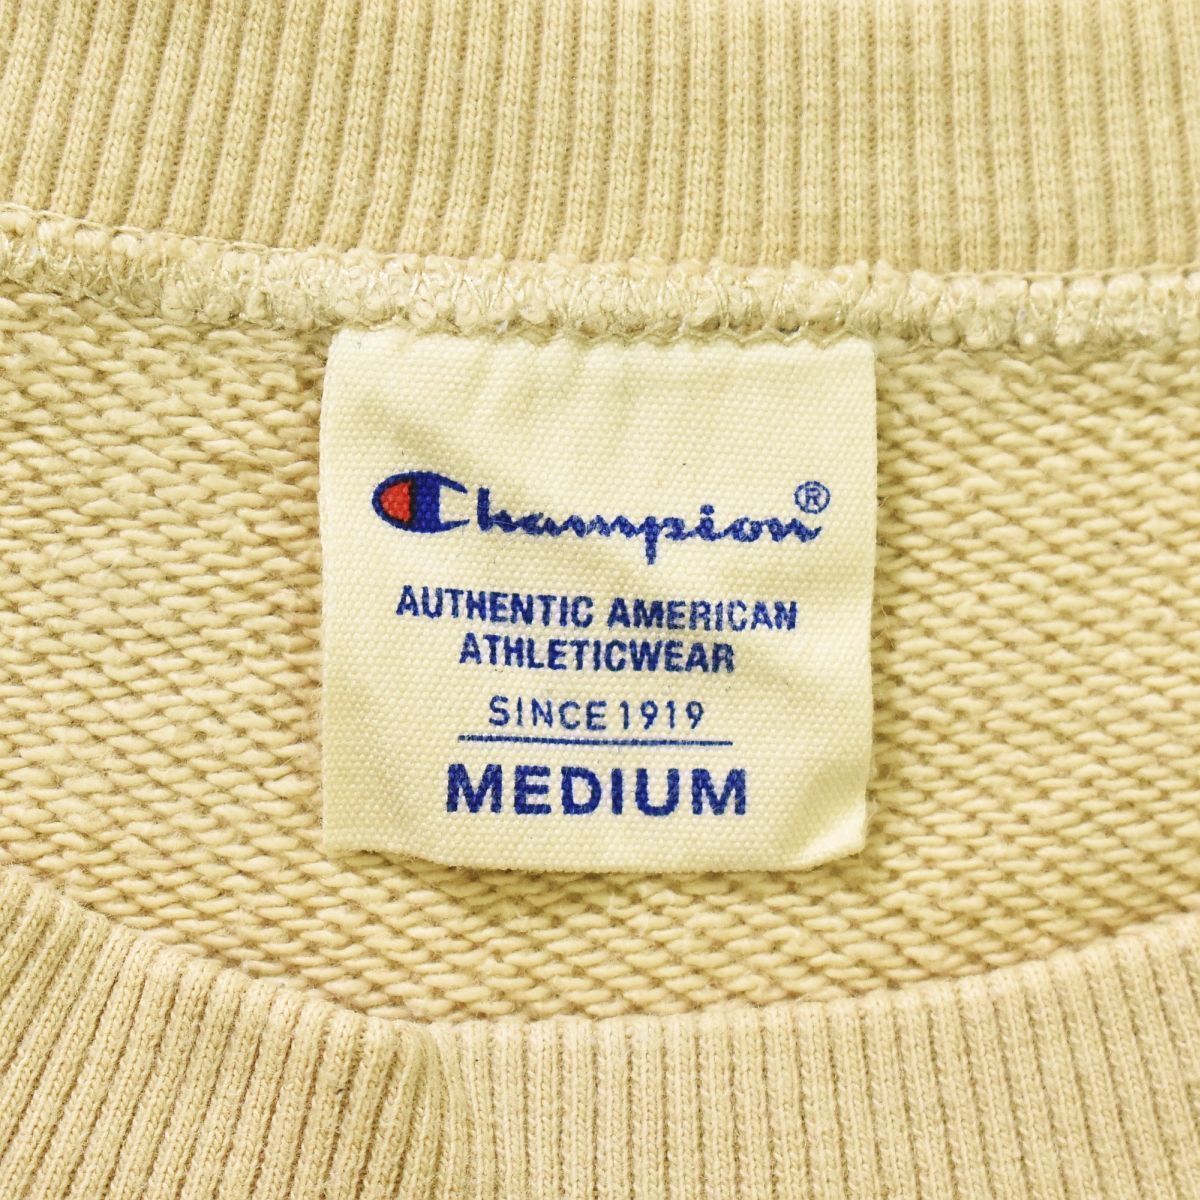 Champion®
AUTHENTIC AMERICAN
ATHLETICWEAR
SINCE 1919
MEDIUM